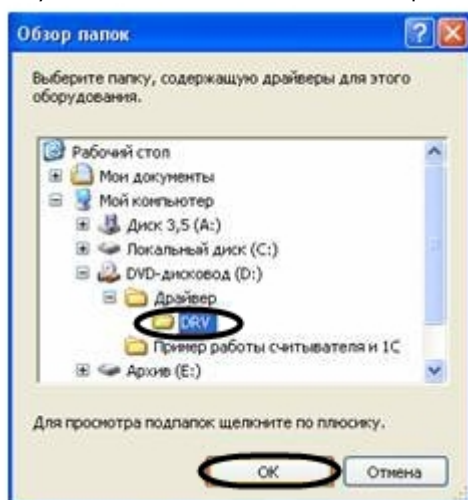 Обзор папок
Выберите папку, содержащую драйверы для этого
оборудования.
Рабочий стол
Мои документы
Мой компьютер
Диск 3,5 (A:)
Локальный диск (C:)
DVD-дисковод (D:)
Драйвер
DRV
Пример работы считывателя и 1С
Архив (E:)
Для просмотра подпапок щелкните по плюсику.
ОК Отмена